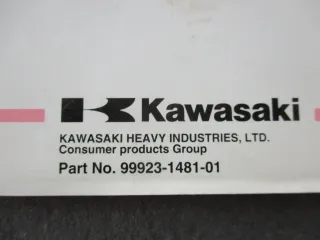 Kawasaki
KAWASAKI HEAVY INDUSTRIES, LTD.
Consumer products Group
Part No. 99923-1481-01